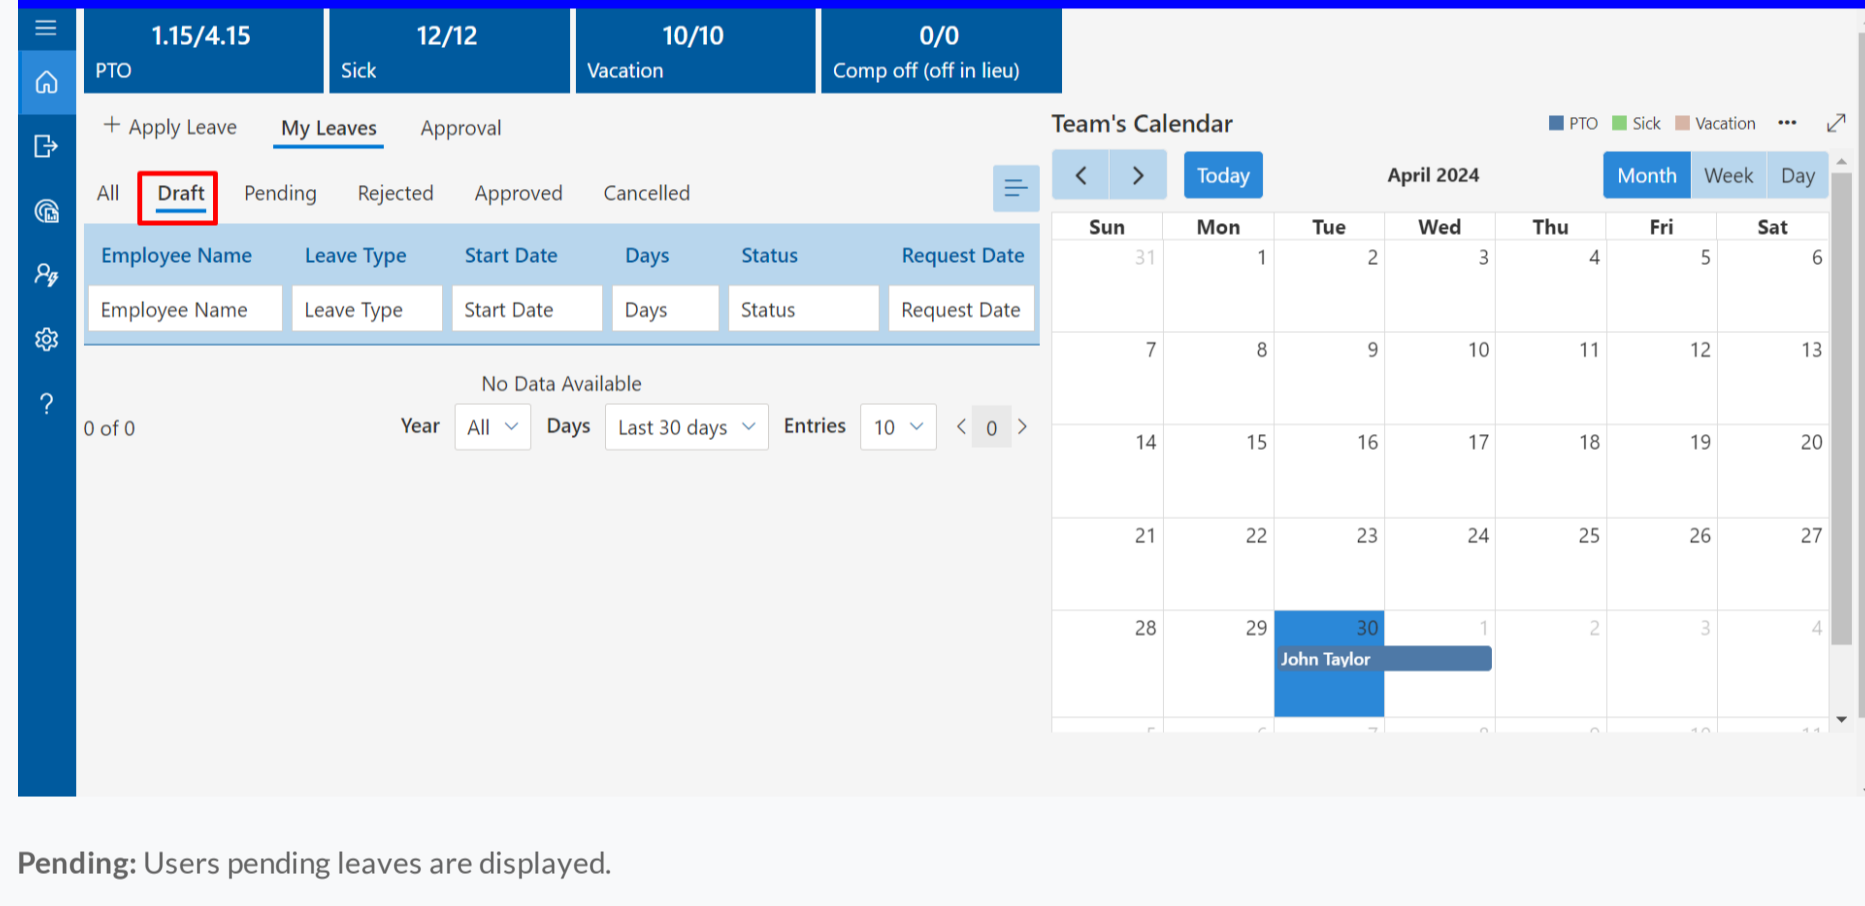 1.15/4.15
PTO
12/12
Sick
10/10
Vacation
0/0
Comp off (off in lieu)
+ Apply Leave My Leaves Approval
All Draft Pending Rejected Approved Cancelled
Employee Name Leave Type Start Date Days Status Request Date
Employee Name Leave Type Start Date Days Status Request Date
No Data Available
0 of 0 Year All Days Last 30 days Entries 10 < 0 >
Team's Calendar PTO Sick Vacation •••
< > Today April 2024 Month Week Day
Sun Mon Tue Wed Thu Fri Sat
31 1 2 3 4 5 6
7 8 9 10 11 12 13
14 15 16 17 18 19 20
21 22 23 24 25 26 27
28 29 30 1 2 3 4
John Taylor
?
Pending: Users pending leaves are displayed.